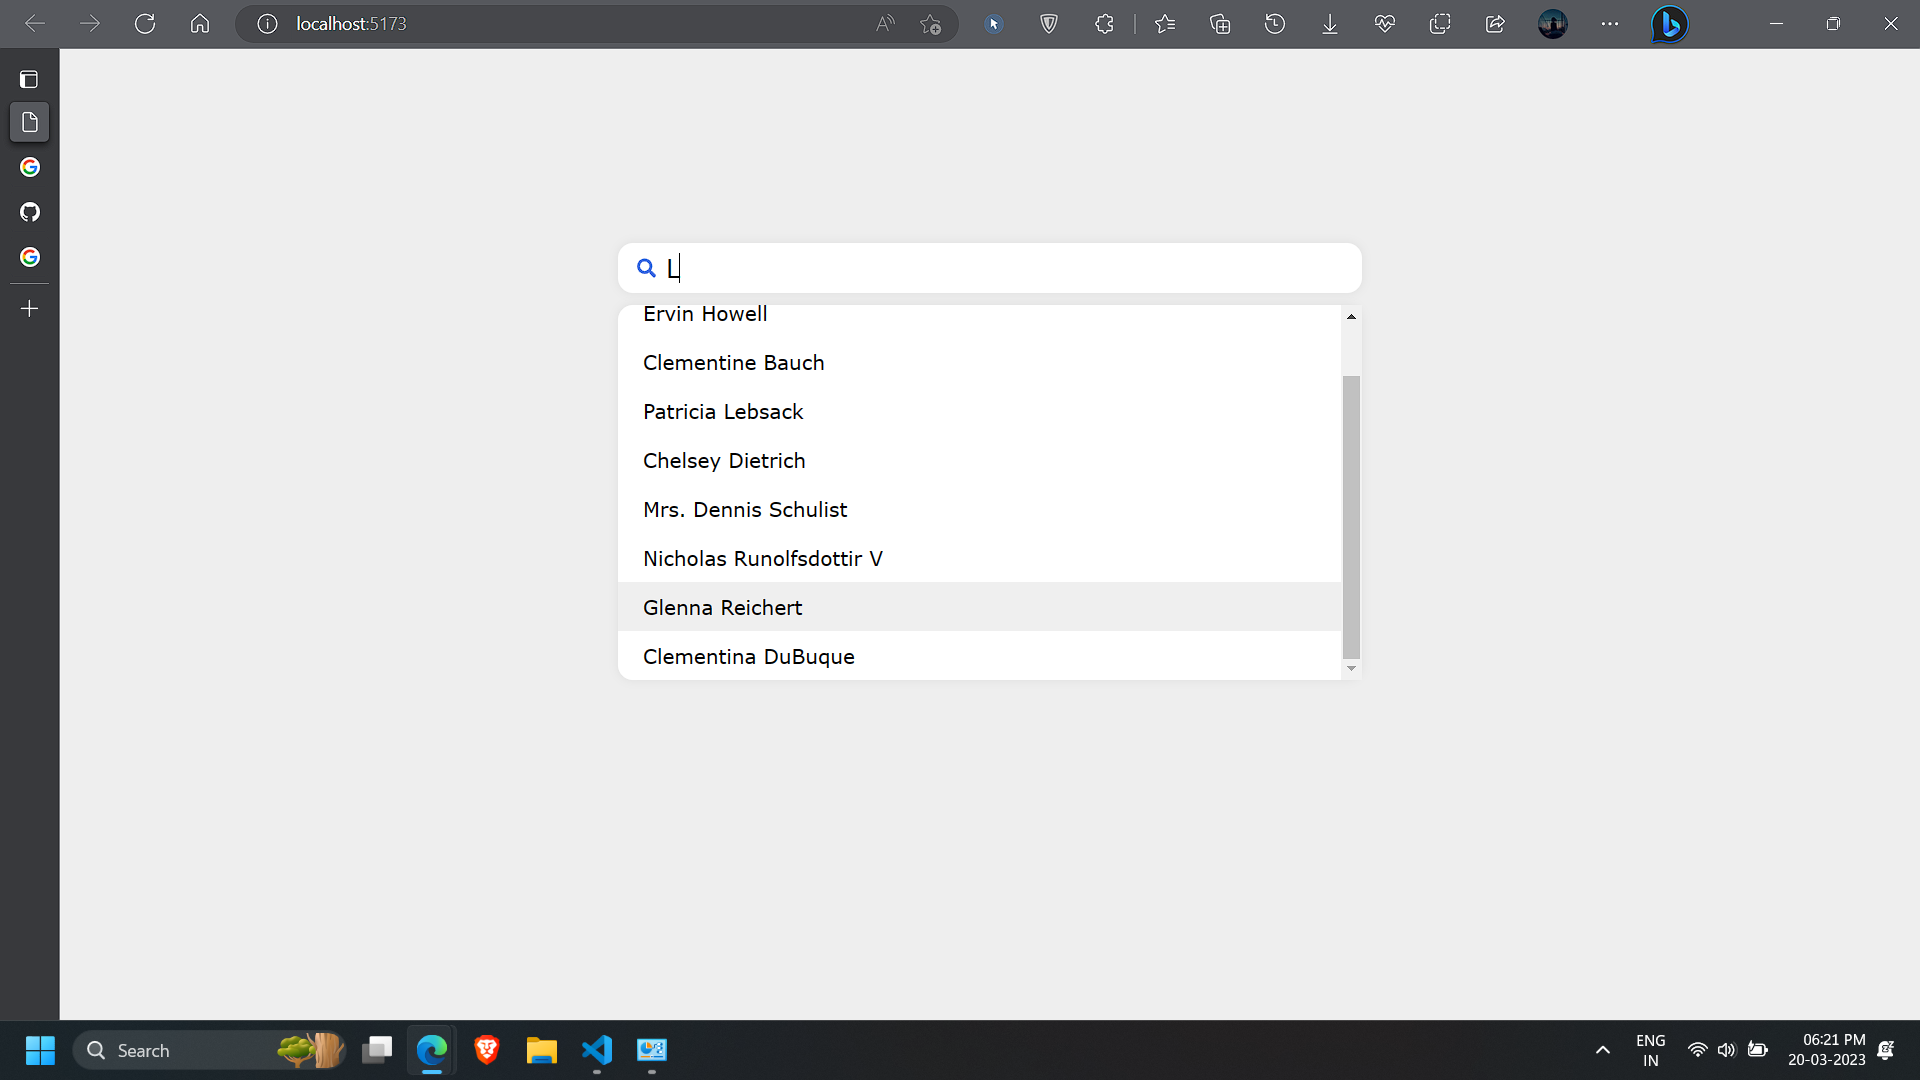 localhost:5173
L
Ervin Howell
Clementine Bauch
Patricia Lebsack
Chelsey Dietrich
Mrs. Dennis Schulist
Nicholas Runolfsdottir V
Glenna Reichert
Clementina DuBuque
Search
ENG
IN
06:21 PM
20-03-2023